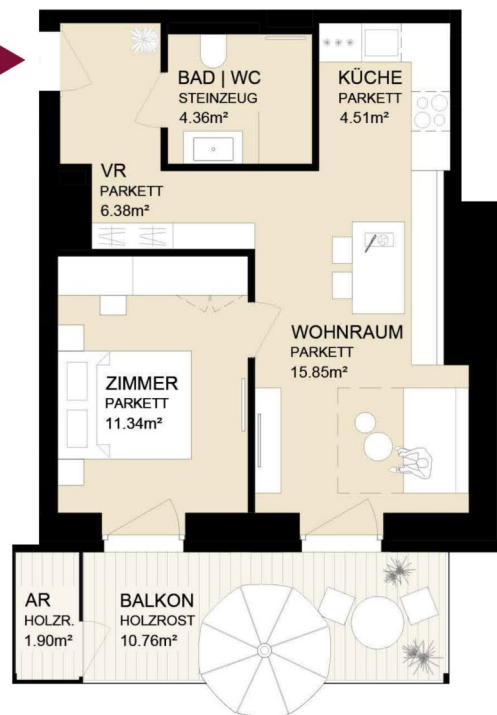 BAD | WC
STEINZEUG
4.36m²
KÜCHE
PARKETT
4.51m²
VR
PARKETT
6.38m²
WOHNRAUM
PARKETT
15.85m²
ZIMMER
PARKETT
11.34m²
AR
HOLZR.
1.90m²
BALKON
HOLZROST
10.76m²